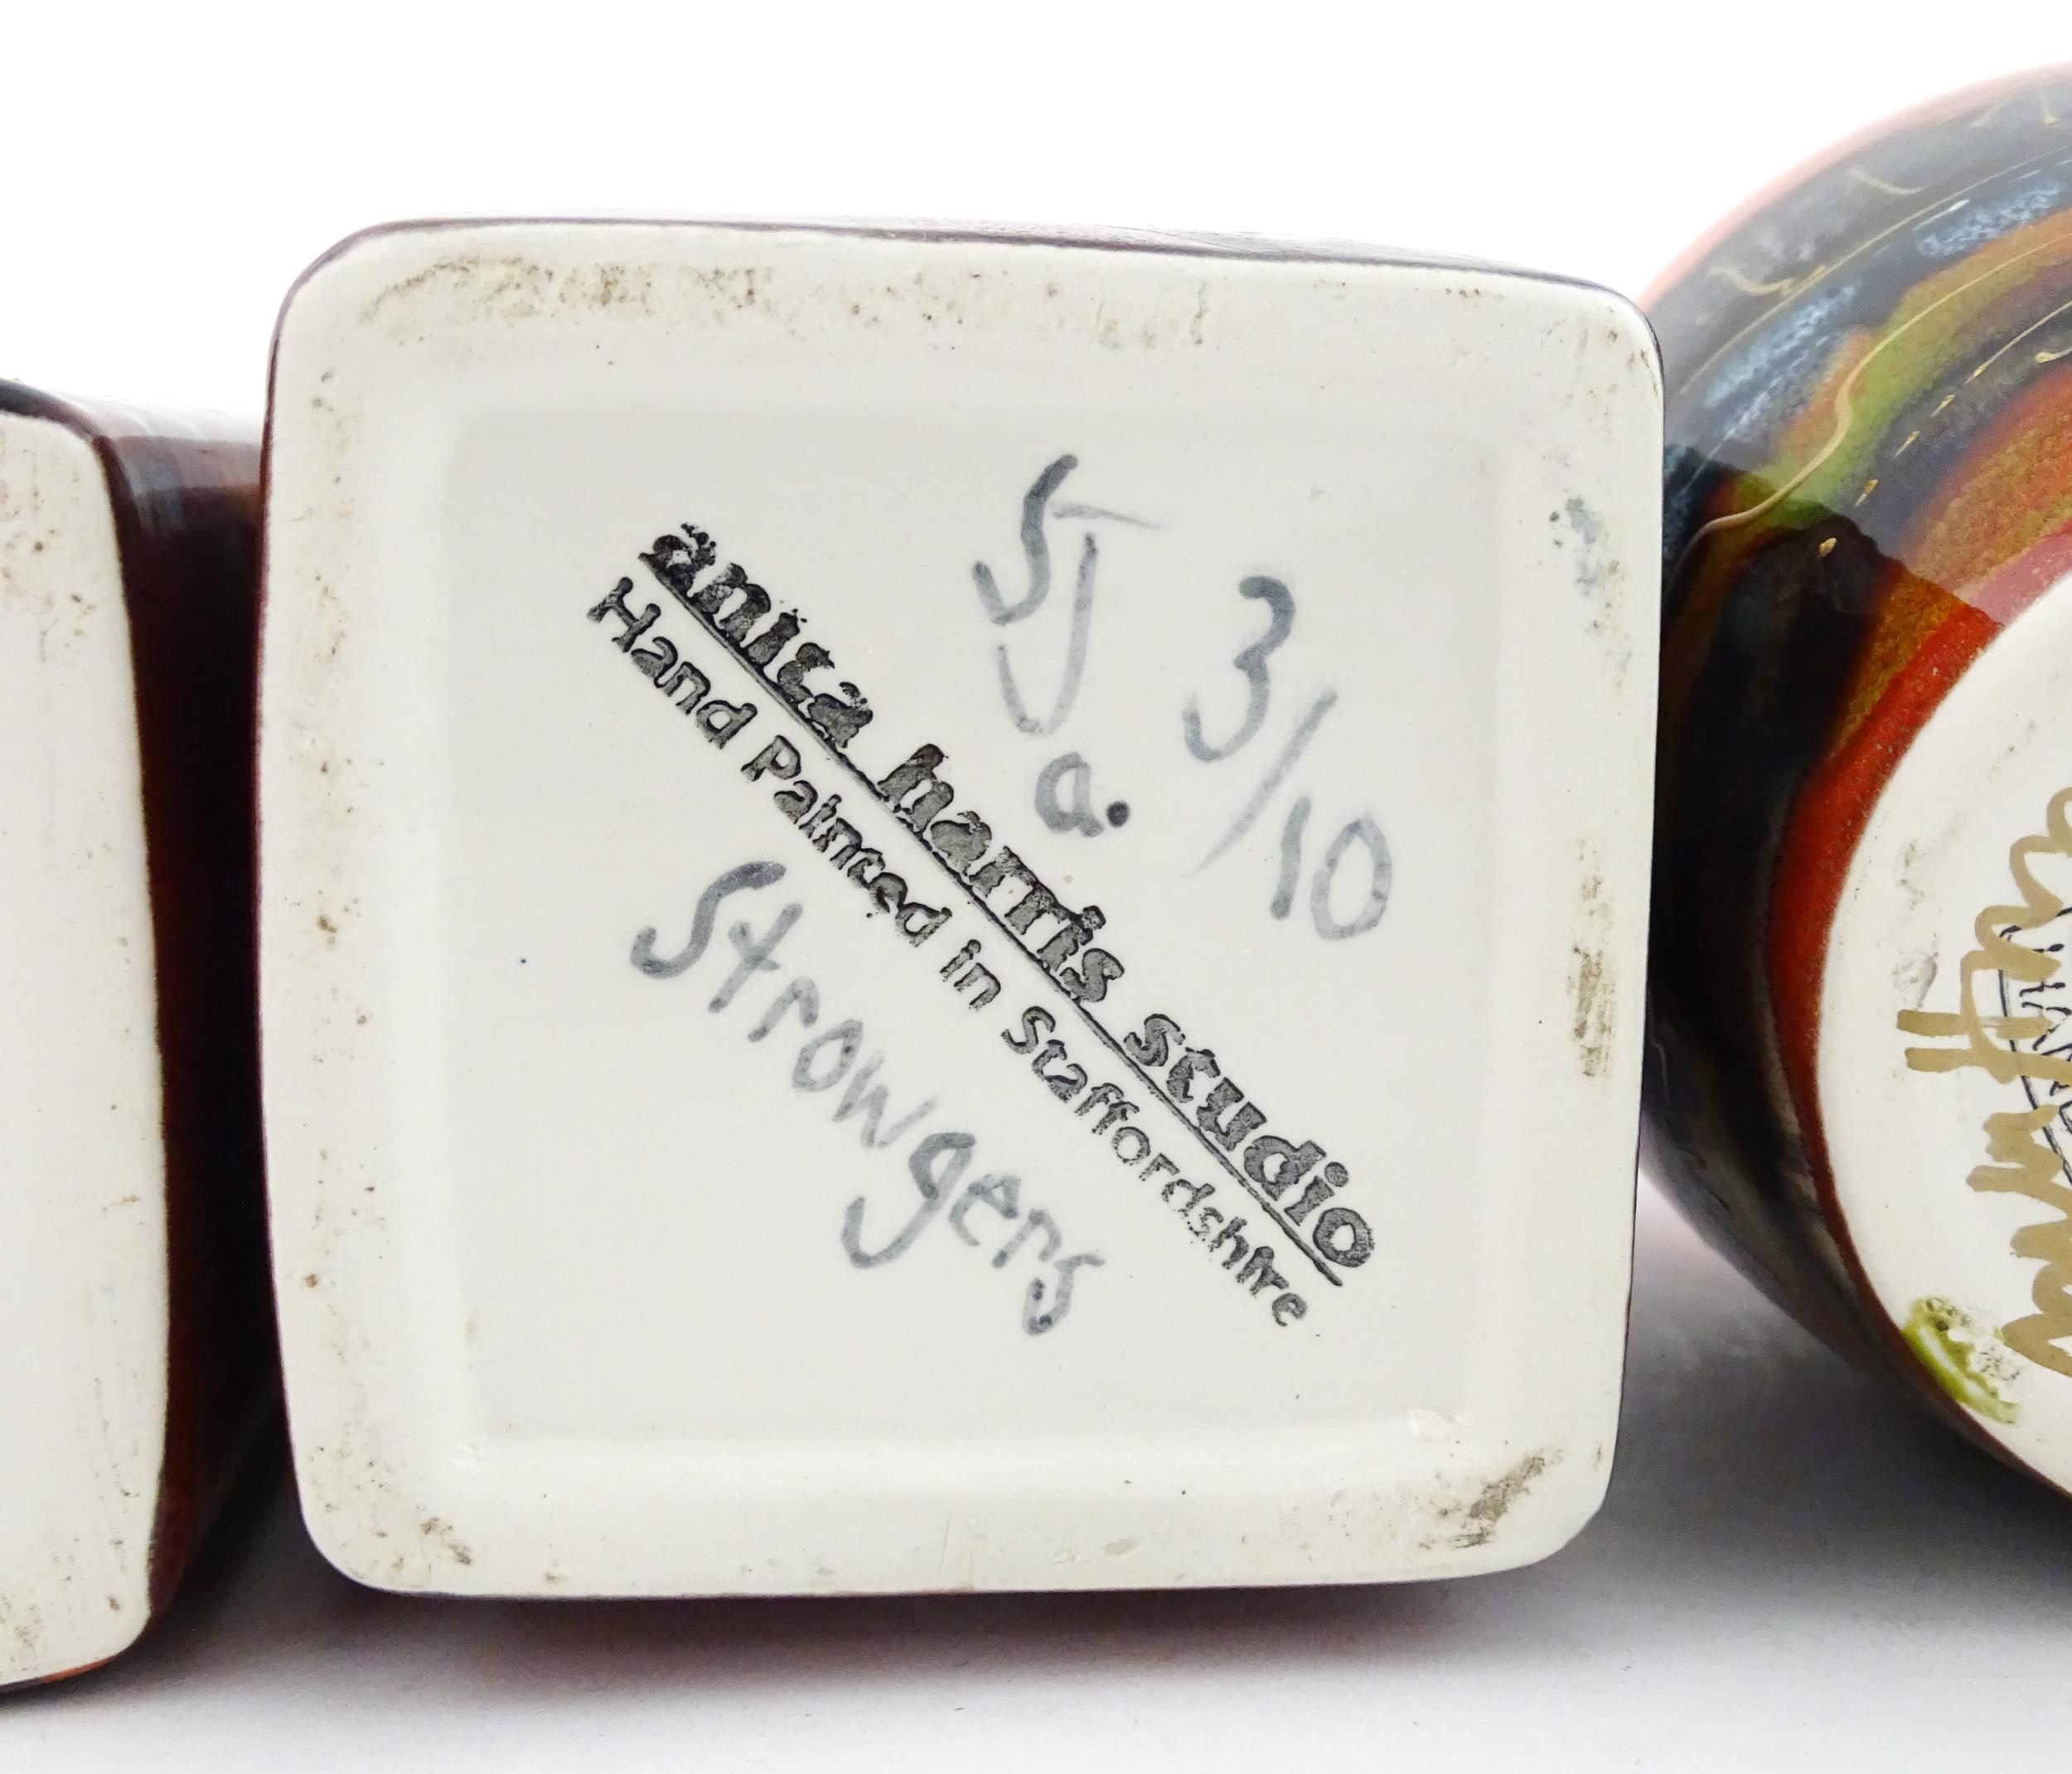 SJ
a.
3/10
anita harris studio
Hand Painted in Staffordshire
Strowgers